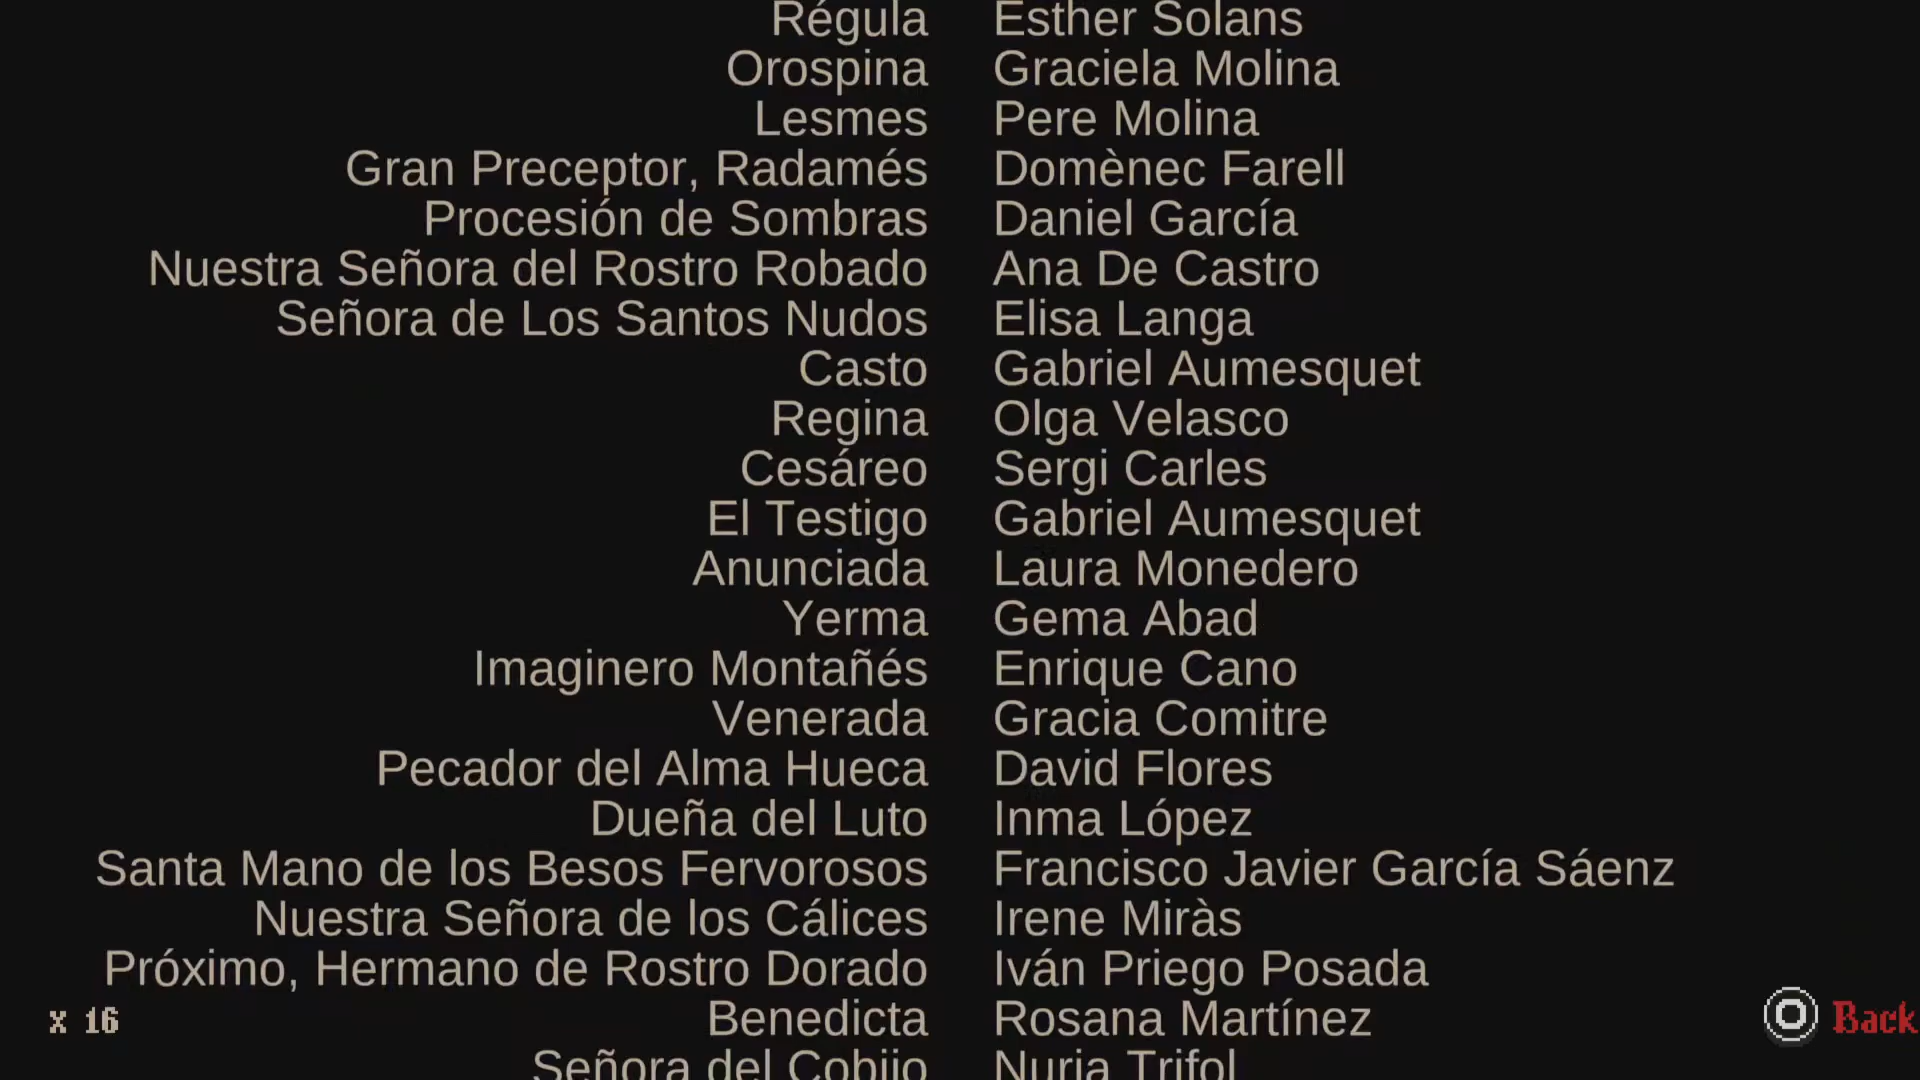 Régula Esther Solans
Orospina Graciela Molina
Lesmes Pere Molina
Gran Preceptor, Radamés Domènec Farell
Procesión de Sombras Daniel García
Nuestra Señora del Rostro Robado Ana De Castro
Señora de Los Santos Nudos Elisa Langa
Casto Gabriel Aumesquet
Regina Olga Velasco
Cesáreo Sergi Carles
El Testigo Gabriel Aumesquet
Anunciada Laura Monedero
Yerma Gema Abad
Imaginero Montañés Enrique Cano
Venerada Gracia Comitre
Pecador del Alma Hueca David Flores
Dueña del Luto Inma López
Santa Mano de los Besos Fervorosos Francisco Javier García Sáenz
Nuestra Señora de los Cálices Irene Miràs
Próximo, Hermano de Rostro Dorado Iván Priego Posada
Benedicta Rosana Martínez
Señora del Cobijo Nuria Trifol
x 16
Back